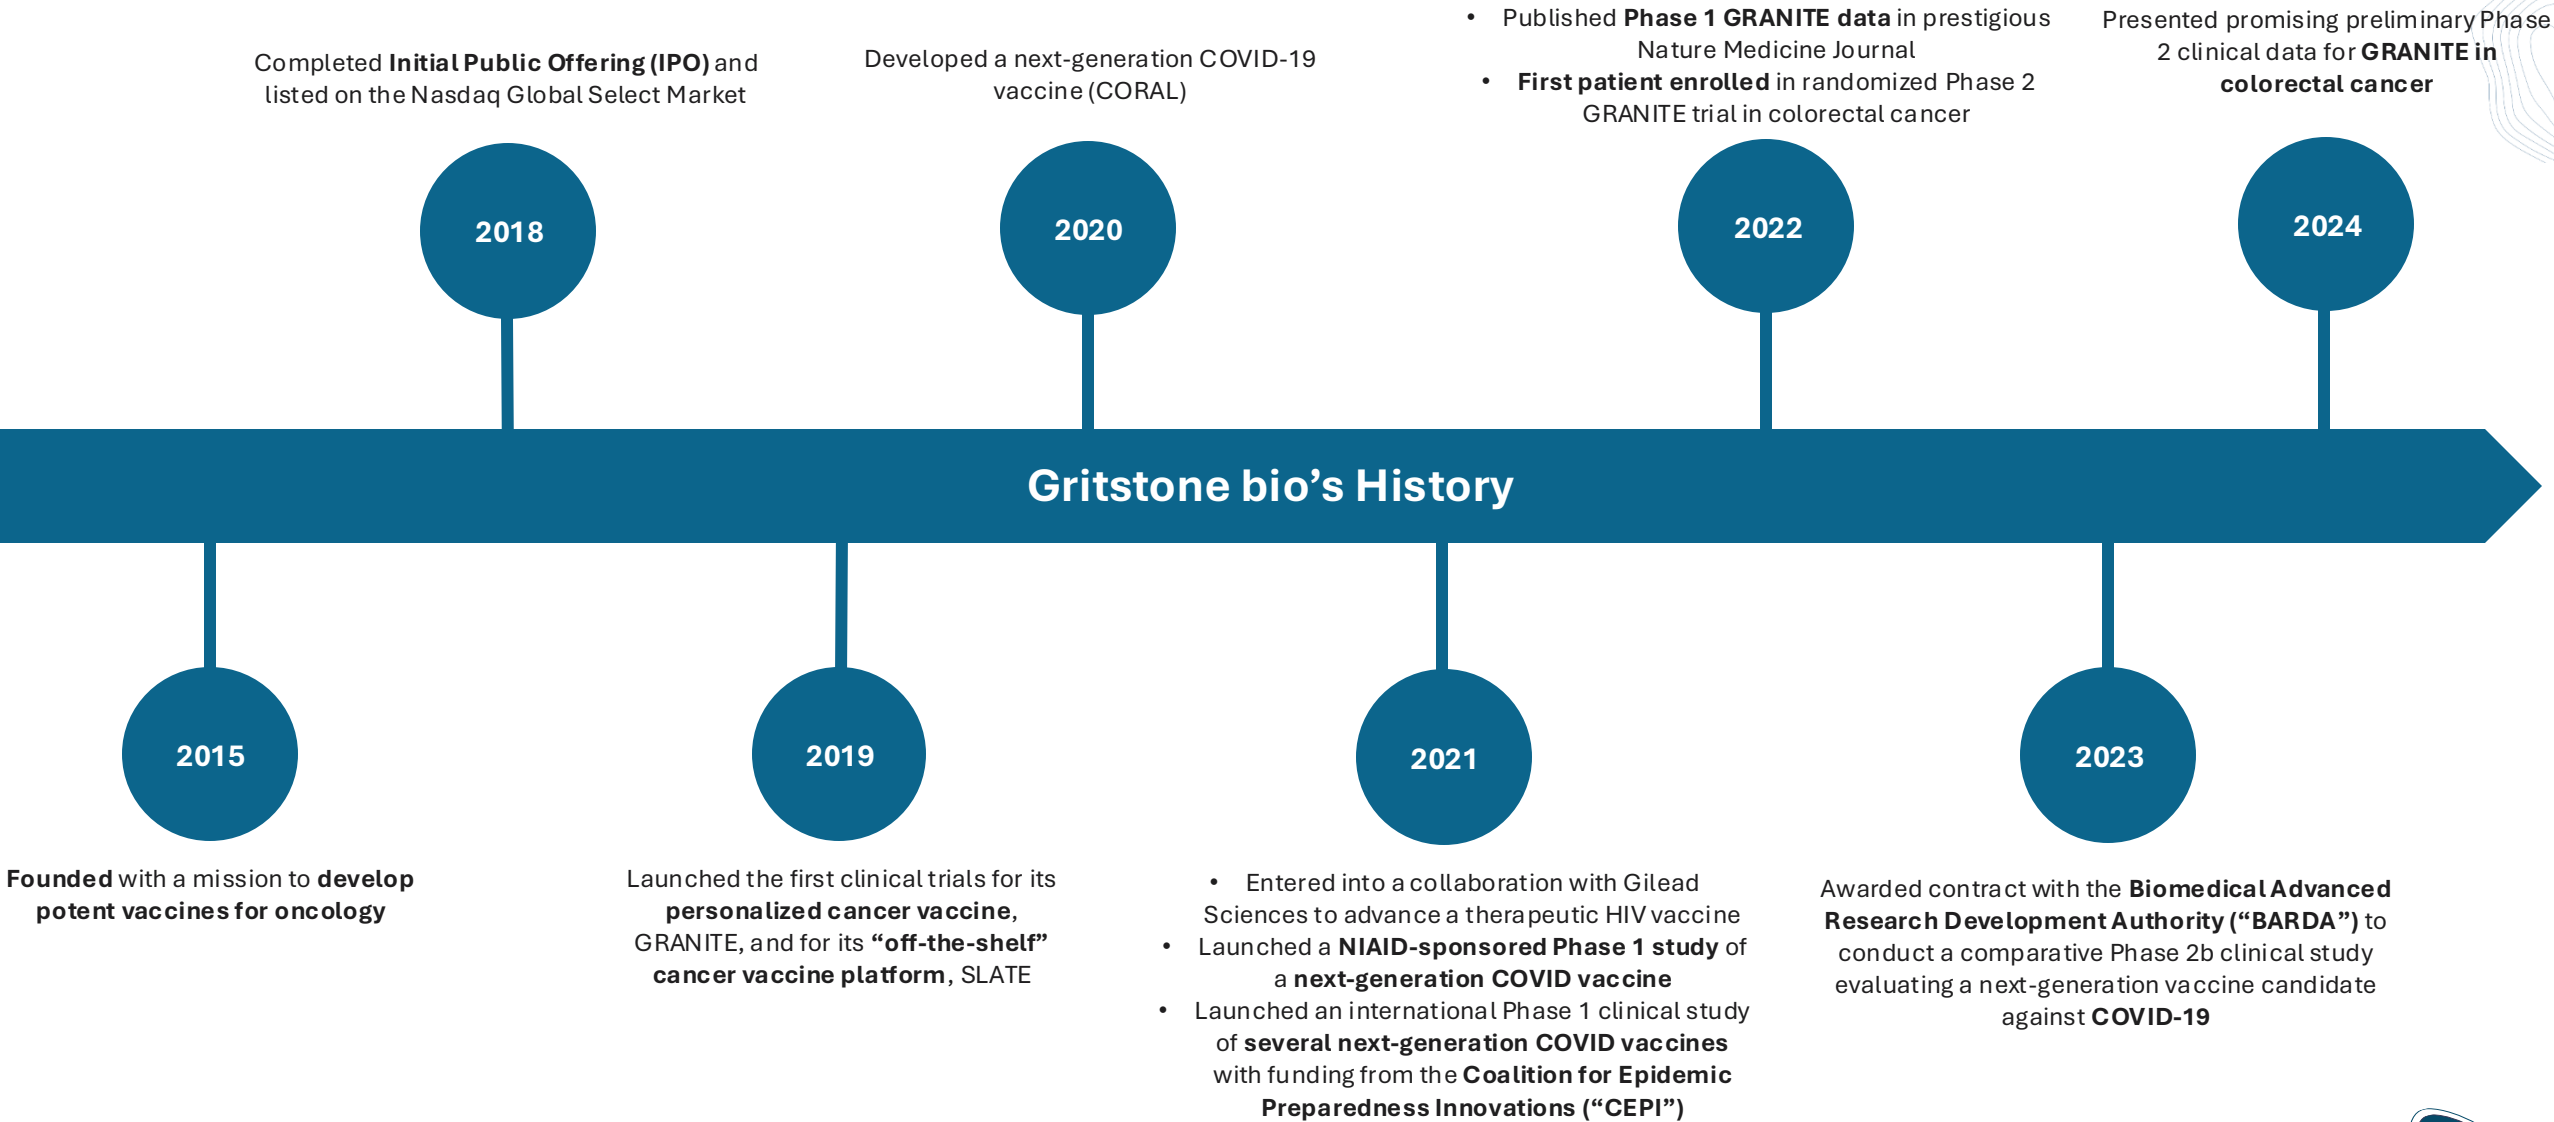 Completed Initial Public Offering (IPO) and
listed on the Nasdaq Global Select Market
2018
Developed a next-generation COVID-19
vaccine (CORAL)
2020
• Published Phase 1 GRANITE data in prestigious
Nature Medicine Journal
• First patient enrolled in randomized Phase 2
GRANITE trial in colorectal cancer
2022
Presented promising preliminary Phase
2 clinical data for GRANITE in
colorectal cancer
2024
Gritstone bio’s History
2015
Founded with a mission to develop
potent vaccines for oncology
2019
Launched the first clinical trials for its
personalized cancer vaccine,
GRANITE, and for its “off-the-shelf”
cancer vaccine platform, SLATE
2021
• Entered into a collaboration with Gilead
Sciences to advance a therapeutic HIV vaccine
• Launched a NIAID-sponsored Phase 1 study of
a next-generation COVID vaccine
• Launched an international Phase 1 clinical study
of several next-generation COVID vaccines
with funding from the Coalition for Epidemic
Preparedness Innovations (“CEPI”)
2023
Awarded contract with the Biomedical Advanced
Research Development Authority (“BARDA”) to
conduct a comparative Phase 2b clinical study
evaluating a next-generation vaccine candidate
against COVID-19